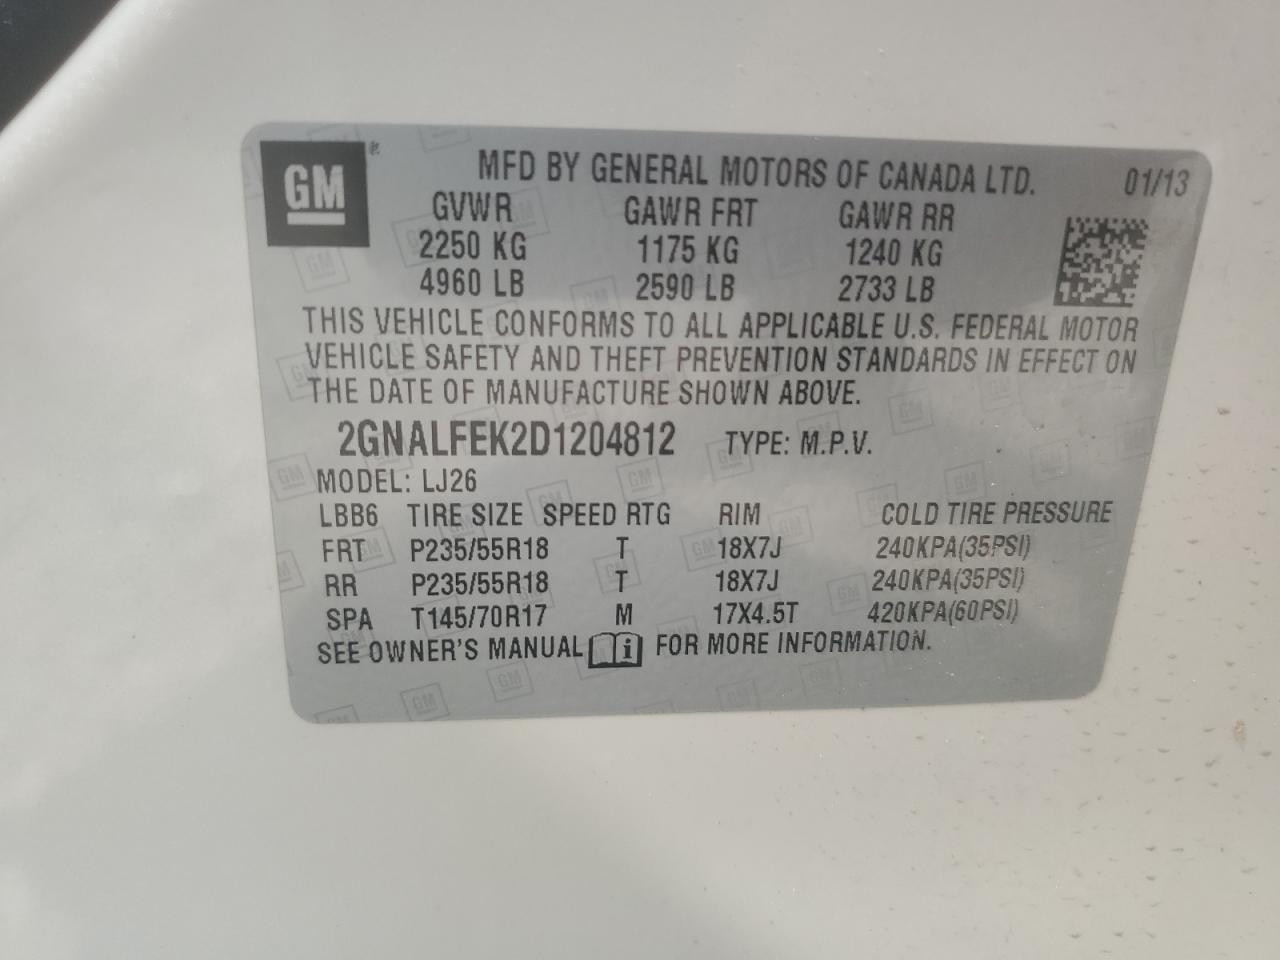 GM
MFD BY GENERAL MOTORS OF CANADA LTD. 01/13
GVWR GAWR FRT GAWR RR
2250 KG 1175 KG 1240 KG
4960 LB 2590 LB 2733 LB
THIS VEHICLE CONFORMS TO ALL APPLICABLE U.S. FEDERAL MOTOR
VEHICLE SAFETY AND THEFT PREVENTION STANDARDS IN EFFECT ON
THE DATE OF MANUFACTURE SHOWN ABOVE.
2GNALFEK2D1204812 TYPE: M.P.V.
MODEL: LJ26
LBB6 TIRE SIZE SPEED RTG RIM COLD TIRE PRESSURE
FRT P235/55R18 T 18X7J 240KPA(35PSI)
RR P235/55R18 T 18X7J 240KPA(35PSI)
SPA T145/70R17 M 17X4.5T 420KPA(60PSI)
SEE OWNER'S MANUAL i FOR MORE INFORMATION.